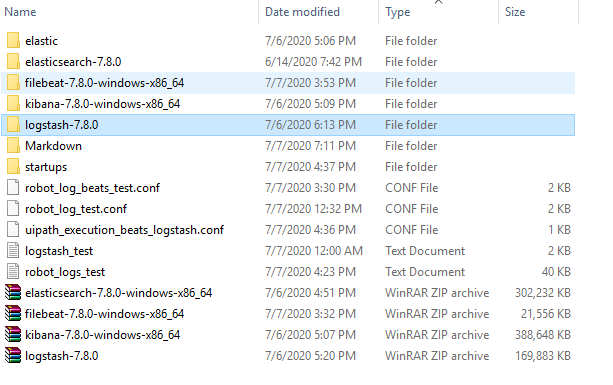 Name Date modified Type Size
elastic 7/6/2020 5:06 PM File folder
elasticsearch-7.8.0 6/14/2020 7:42 PM File folder
filebeat-7.8.0-windows-x86_64 7/7/2020 3:53 PM File folder
kibana-7.8.0-windows-x86_64 7/6/2020 5:09 PM File folder
logstash-7.8.0 7/6/2020 6:13 PM File folder
Markdown 7/7/2020 7:11 PM File folder
startups 7/7/2020 4:37 PM File folder
robot_log_beats_test.conf 7/7/2020 3:30 PM CONF File 2 KB
robot_log_test.conf 7/7/2020 12:32 PM CONF File 2 KB
uipath_execution_beats_logstash.conf 7/7/2020 4:36 PM CONF File 1 KB
logstash_test 7/7/2020 12:00 AM Text Document 2 KB
robot_logs_test 7/7/2020 4:23 PM Text Document 40 KB
elasticsearch-7.8.0-windows-x86_64 7/6/2020 4:51 PM WinRAR ZIP archive 302,232 KB
filebeat-7.8.0-windows-x86_64 7/7/2020 3:32 PM WinRAR ZIP archive 21,556 KB
kibana-7.8.0-windows-x86_64 7/6/2020 5:07 PM WinRAR ZIP archive 388,648 KB
logstash-7.8.0 7/6/2020 5:20 PM WinRAR ZIP archive 169,883 KB